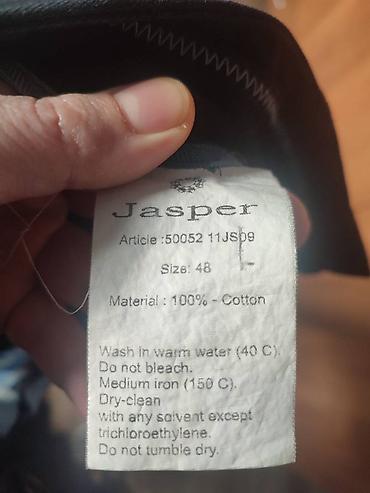 Jasper
Article :50052 11JS09
Size: 48
Material : 100% - Cotton
Wash in warm water (40 C).
Do not bleach.
Medium iron (150 C).
Dry-clean
with any solvent except
trichloroethylene.
Do not tumble dry.